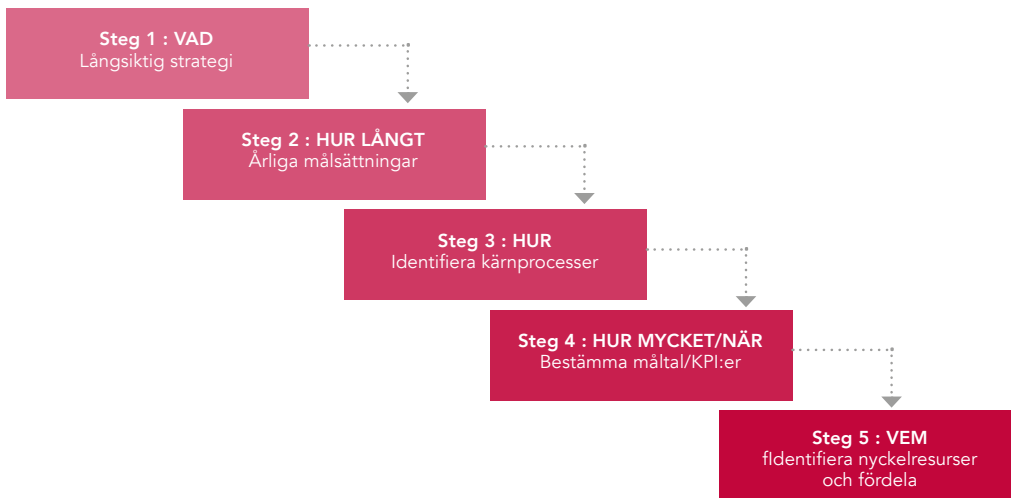 Steg 1 : VAD
Långsiktig strategi
Steg 2 : HUR LÅNGT
Årliga målsättningar
Steg 3 : HUR
Identifiera kärnprocesser
Steg 4 : HUR MYCKET/NÄR
Bestämma måltal/KPI:er
Steg 5 : VEM
fIdentifiera nyckelresurser
och fördela